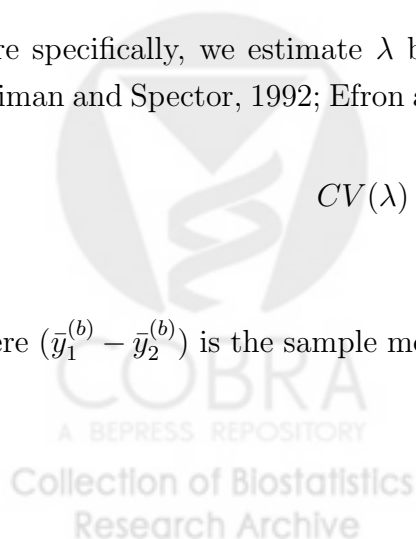 re specifically, we estimate λ b
iman and Spector, 1992; Efron a
CV(λ)
ere (ȳ₁⁽ᵇ⁾ − ȳ₂⁽ᵇ⁾) is the sample me
COBRA
A BEPRESS REPOSITORY
Collection of Biostatistics
Research Archive